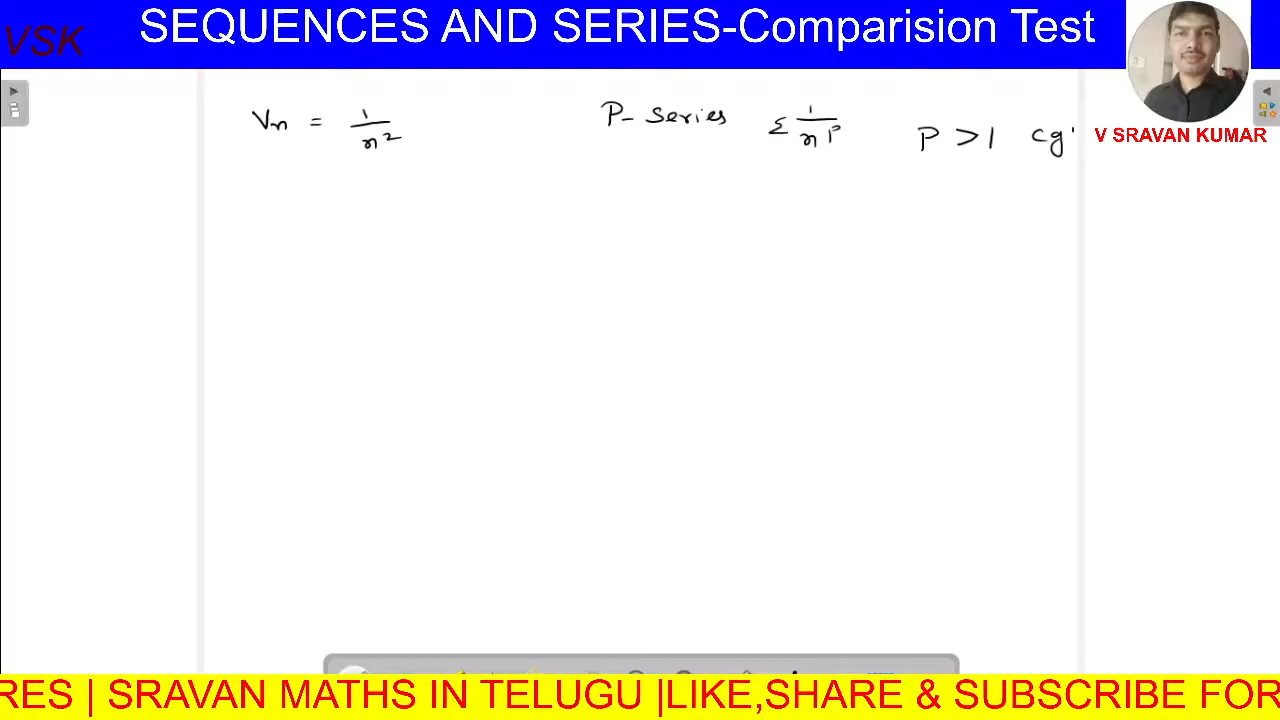 VSK
SEQUENCES AND SERIES-Comparision Test
V SRAVAN KUMAR
Vn = 1/n² P- Series Σ 1/n^P P > 1 cg'
RES | SRAVAN MATHS IN TELUGU |LIKE,SHARE & SUBSCRIBE FOR